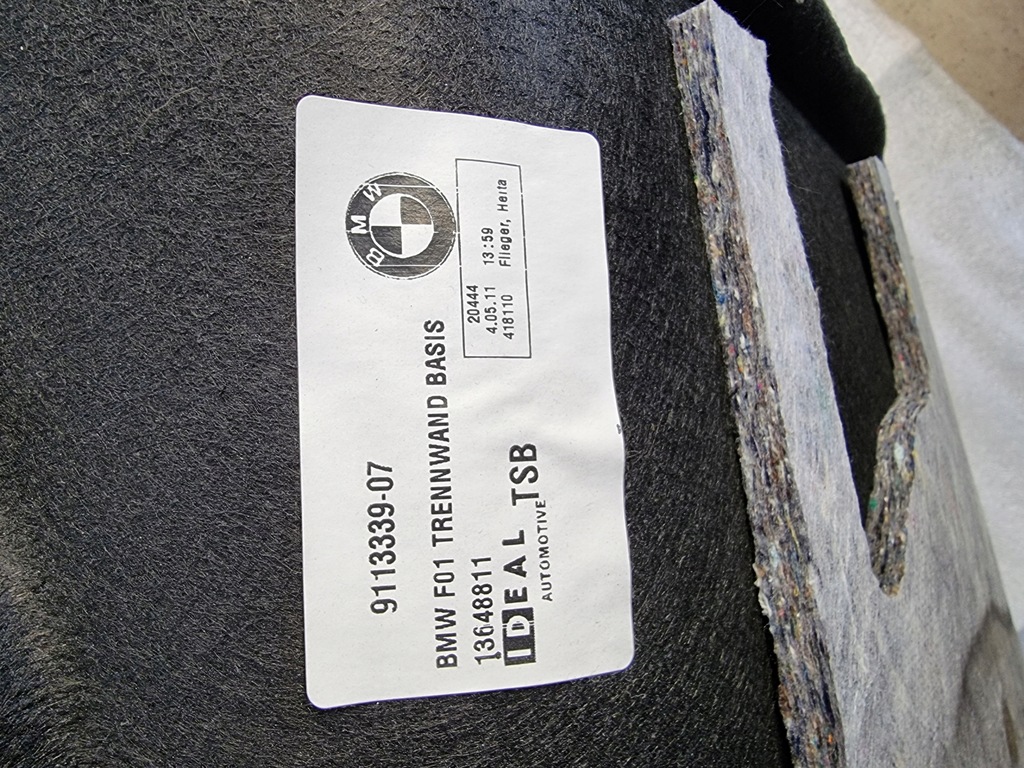 9113339-07
BMW
BMW F01 TRENNWAND BASIS
13648811
20444
4.05.11 13:59
418110 Flieger, Herta
IDEAL TSB
AUTOMOTIVE